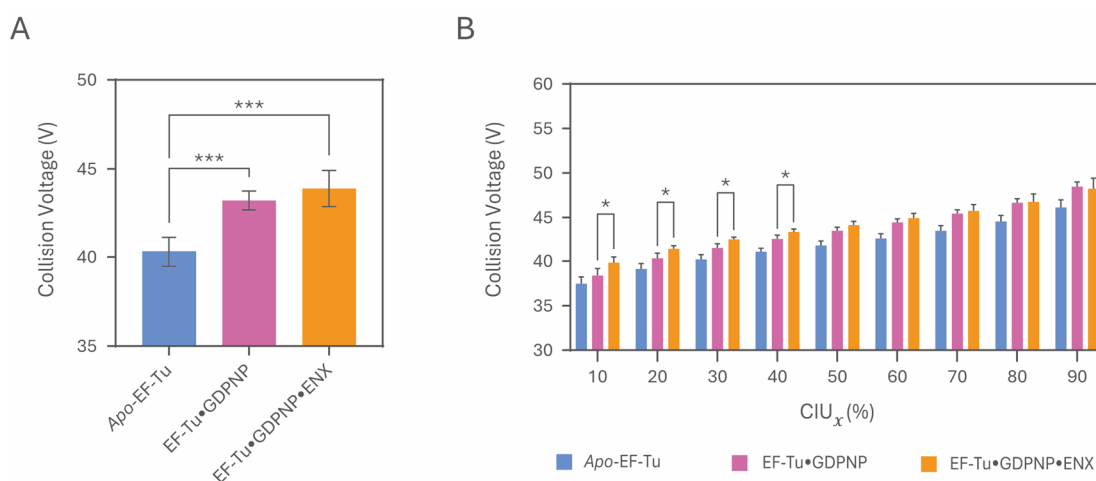 A
Collision Voltage (V)
50
45
40
35
***
***
Apo-EF-Tu
EF-Tu•GDPNP
EF-Tu•GDPNP•ENX
B
Collision Voltage (V)
60
55
50
45
40
35
30
*
*
*
*
10 20 30 40 50 60 70 80 90
CIUx (%)
Apo-EF-Tu EF-Tu•GDPNP EF-Tu•GDPNP•ENX